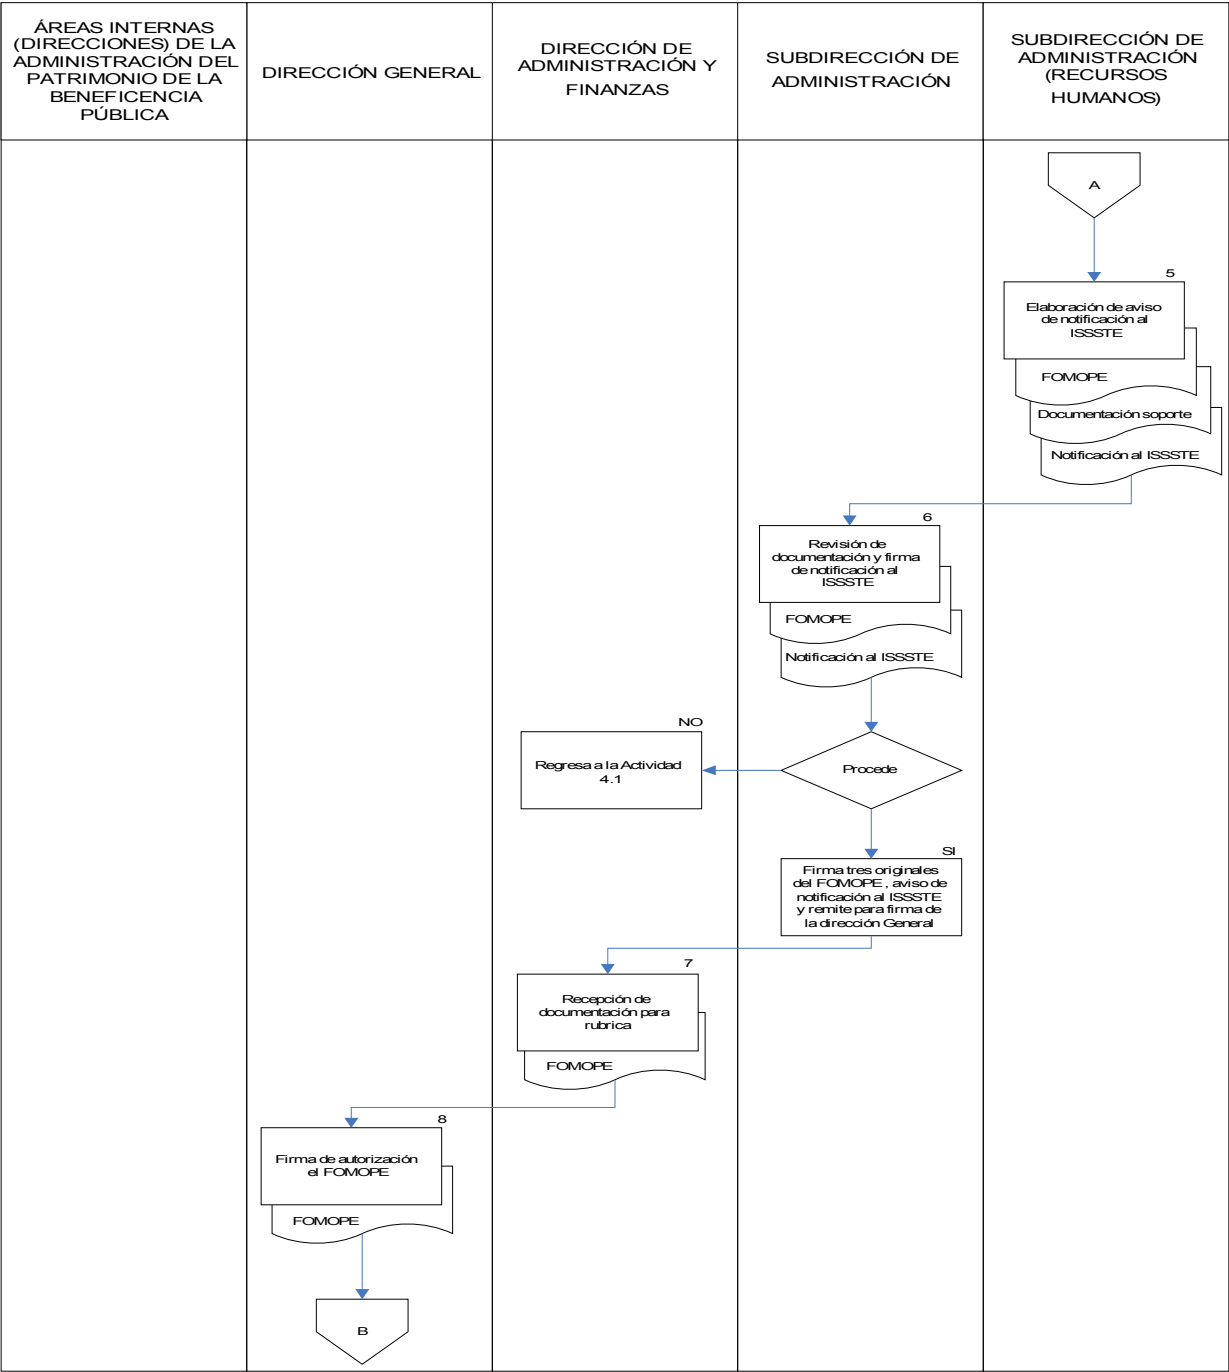 ÁREAS INTERNAS
(DIRECCIONES) DE LA
ADMINISTRACIÓN DEL
PATRIMONIO DE LA
BENEFICENCIA
PÚBLICA
DIRECCIÓN GENERAL
DIRECCIÓN DE
ADMINISTRACIÓN Y
FINANZAS
SUBDIRECCIÓN DE
ADMINISTRACIÓN
SUBDIRECCIÓN DE
ADMINISTRACIÓN
(RECURSOS
HUMANOS)
A
5
Elaboración de aviso
de notificación al
ISSSTE
FOMOPE
Documentación soporte
Notificación al ISSSTE
6
Revisión de
documentación y firma
de notificación al
ISSSTE
FOMOPE
Notificación al ISSSTE
NO
Regresa a la Actividad
4.1
Procede
SI
Firma tres originales
del FOMOPE , aviso de
notificación al ISSSTE
y remite para firma de
la dirección General
7
Recepción de
documentación para
rubrica
FOMOPE
8
Firma de autorización
el FOMOPE
FOMOPE
B